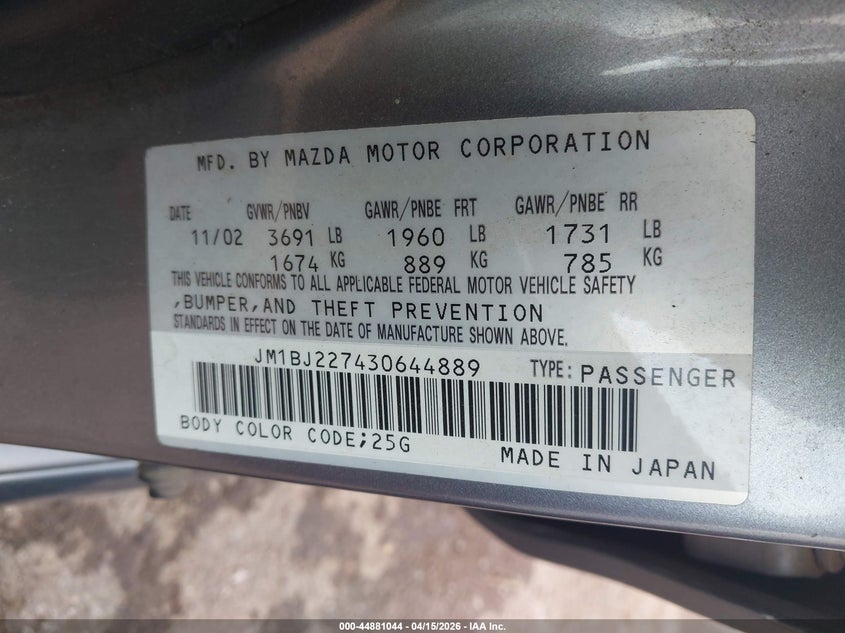 MFD. BY MAZDA MOTOR CORPORATION
DATE GVWR/PNBV GAWR/PNBE FRT GAWR/PNBE RR
11/02 3691 LB 1960 LB 1731 LB
1674 KG 889 KG 785 KG
THIS VEHICLE CONFORMS TO ALL APPLICABLE FEDERAL MOTOR VEHICLE SAFETY
,BUMPER,AND THEFT PREVENTION
STANDARDS IN EFFECT ON THE DATE OF MANUFACTURE SHOWN ABOVE.
JM1BJ227430644889 TYPE: PASSENGER
BODY COLOR CODE;25G
MADE IN JAPAN
000-44881044 - 04/15/2026 - IAA Inc.